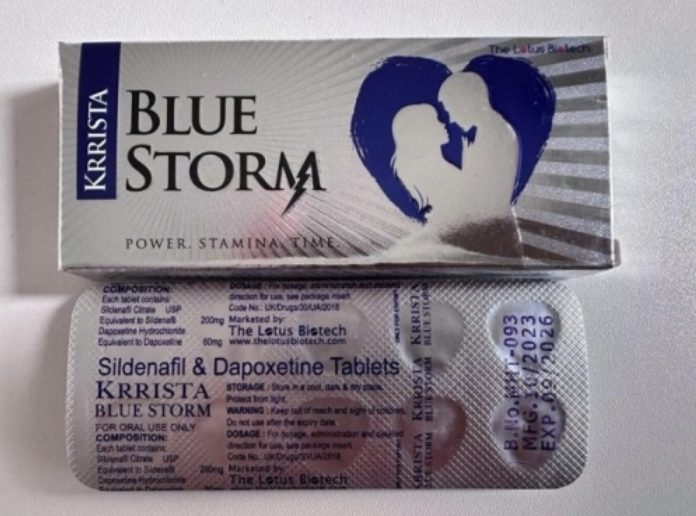 The Lotus Biotech
KRRISTA
BLUE
STORM
POWER. STAMINA. TIME.
COMPOSITION:
Each tablet contains:
Sildenafil Citrate USP
Equivalent to Sildenafil 200mg
Dapoxetine Hydrochloride
Equivalent to Dapoxetine 60mg
DOSAGE : For dosage, administration and
direction for use, see package insert.
Code No.: UK/Drugs/30/UA/2018
Marketed by:
The Lotus Biotech
www.thelotusbiotech.com
Sildenafil & Dapoxetine Tablets
KRRISTA
BLUE STORM
FOR ORAL USE ONLY
COMPOSITION:
Each tablet contains:
Sildenafil Citrate USP
Equivalent to Sildenafil 200mg
Dapoxetine Hydrochloride
STORAGE : Store in a cool, dark & dry place.
Protect from light.
WARNING : Keep out of reach and sight of children.
Do not use after the expiry date.
DOSAGE : For dosage, administration and
direction for use, see package insert.
Code No.: UK/Drugs/30/UA/2018
Marketed by:
The Lotus Biotech
KRRISTA
BLUE STORM
KRRISTA
BLUE STORM
MFG.10/2023
EXP.09/2026